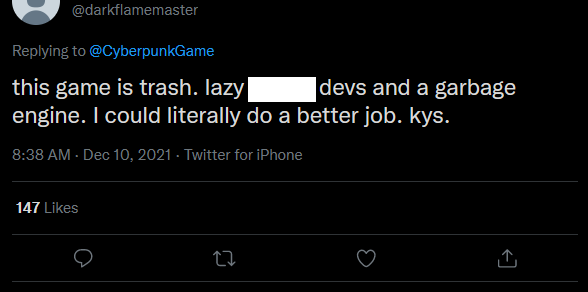 @darkflamemaster
Replying to @CyberpunkGame
this game is trash. lazy devs and a garbage
engine. I could literally do a better job. kys.
8:38 AM · Dec 10, 2021 · Twitter for iPhone
147 Likes